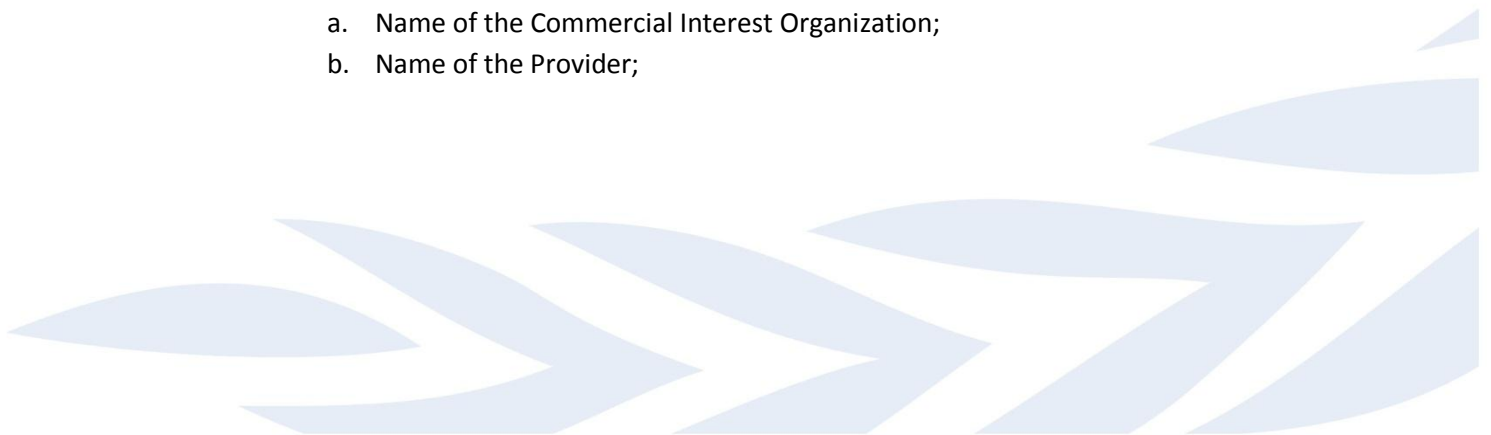 a. Name of the Commercial Interest Organization;
b. Name of the Provider;